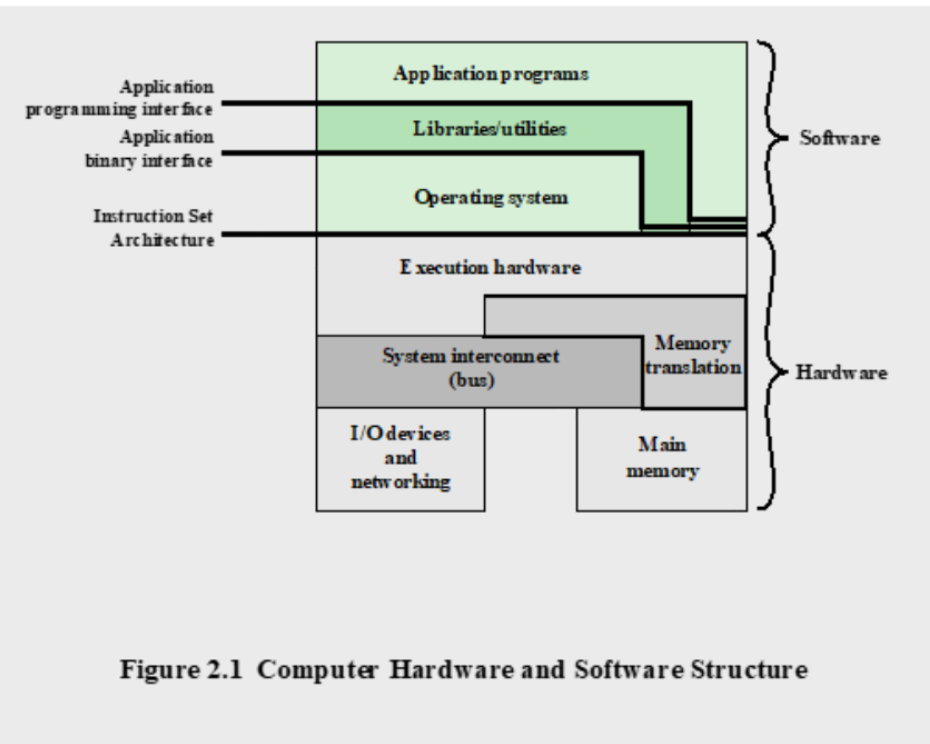 Application programs
Application
programming interface
Libraries/utilities
Application
binary interface
Software
Operating system
Instruction Set
Architecture
Execution hardware
Memory
translation
System interconnect
(bus)
Hardware
I/O devices
and
networking
Main
memory
Figure 2.1 Computer Hardware and Software Structure